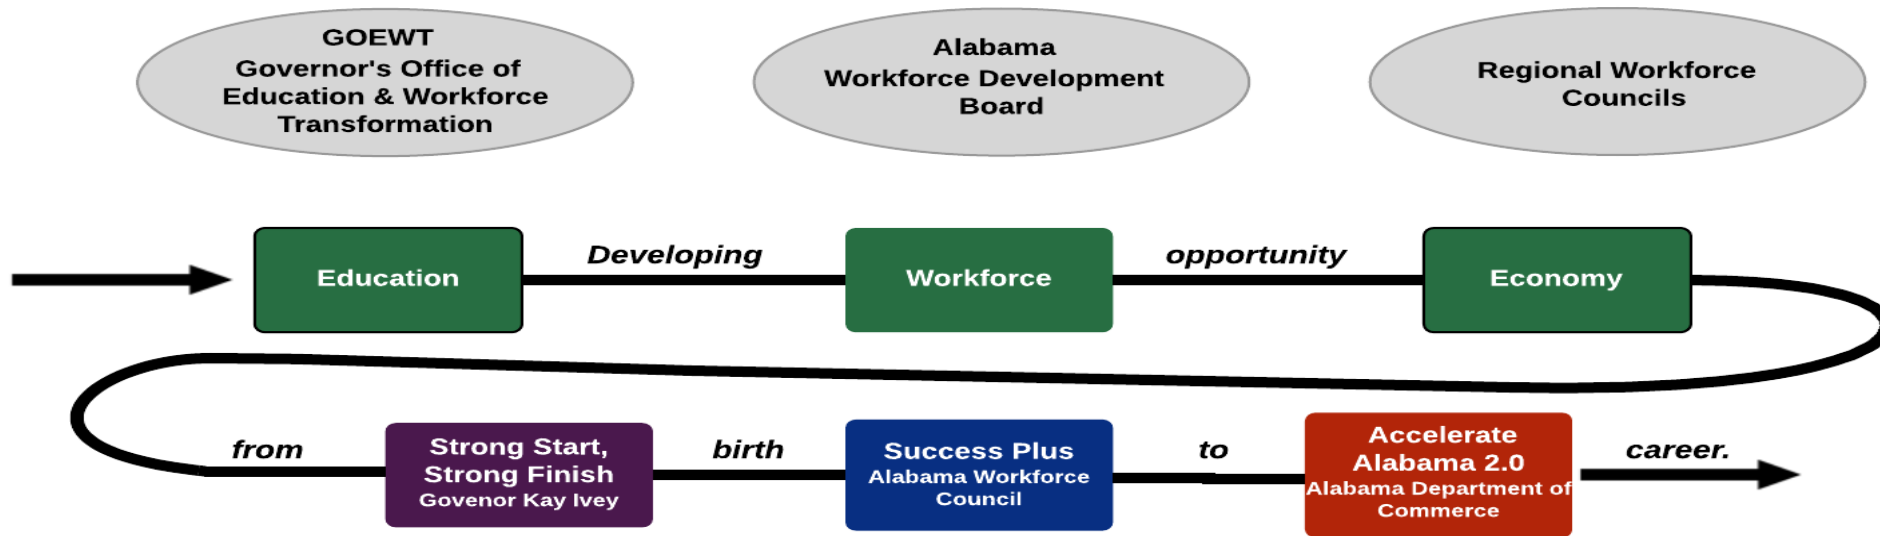 GOEWT
Governor's Office of
Education & Workforce
Transformation
Alabama
Workforce Development
Board
Regional Workforce
Councils
Education
Developing
Workforce
opportunity
Economy
from
Strong Start,
Strong Finish
Govenor Kay Ivey
birth
Success Plus
Alabama Workforce
Council
to
Accelerate
Alabama 2.0
Alabama Department of
Commerce
career.